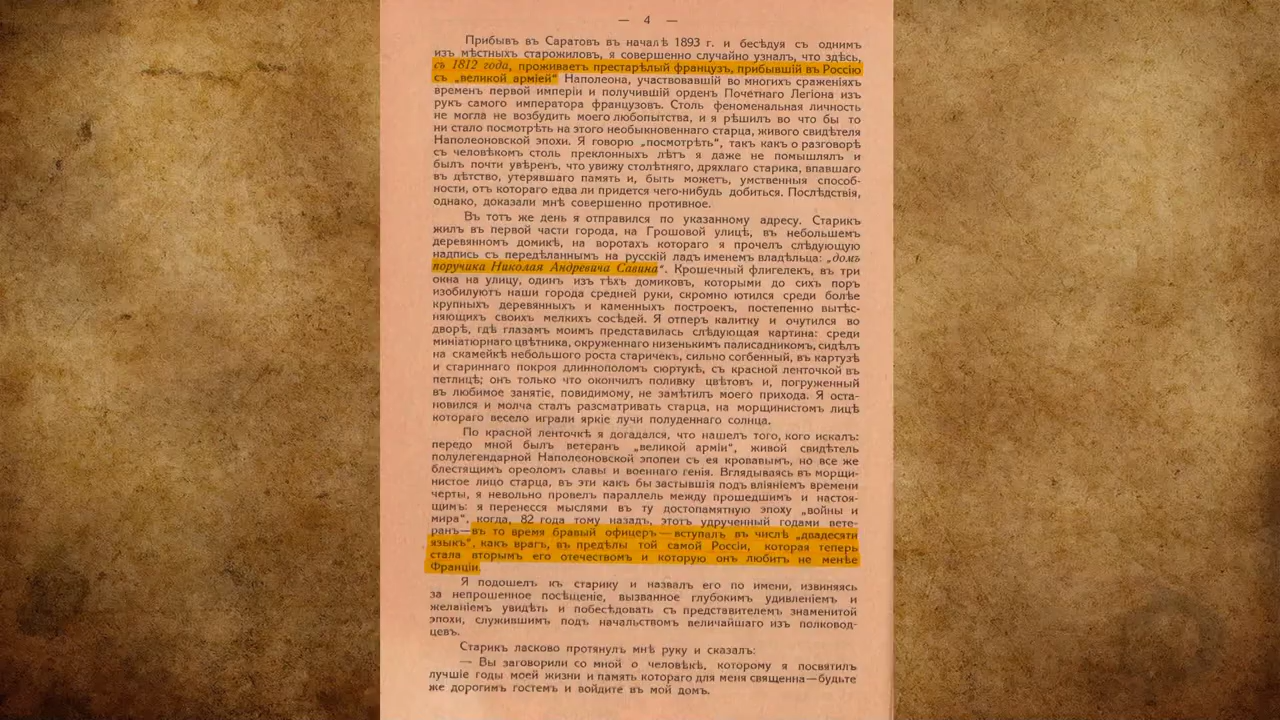 — 4 —
Прибывъ въ Саратовъ въ началѣ 1893 г. и бесѣдуя съ однимъ
изъ мѣстныхъ старожиловъ, я совершенно случайно узналъ, что здѣсь,
съ 1812 года, проживаетъ престарѣлый французъ, прибывшій въ Россію
съ „великой арміей“ Наполеона, участвовавшій во многихъ сраженіяхъ
временъ первой имперіи и получившій орденъ Почетнаго Легіона изъ
рукъ самого императора французовъ. Столь феноменальная личность
не могла не возбудить моего любопытства, и я рѣшилъ во что бы то
ни стало посмотрѣть на этого необыкновеннаго старца, живого свидѣтеля
Наполеоновской эпохи. Я говорю „посмотрѣть“, такъ какъ о разговорѣ
съ человѣкомъ столь преклонныхъ лѣтъ я даже не помышлялъ и
былъ почти увѣренъ, что увижу столѣтняго, дряхлаго старика, впавшаго
въ дѣтство, утерявшаго память и, быть можетъ, умственныя способ-
ности, отъ котораго едва ли придется чего-нибудь добиться. Послѣдствія,
однако, доказали мнѣ совершенно противное.
Въ тотъ же день я отправился по указанному адресу. Старикъ
жилъ въ первой части города, на Грошовой улицѣ, въ небольшемъ
деревянномъ домикѣ, на воротахъ котораго я прочелъ слѣдующую
надпись съ передѣланнымъ на русскій ладъ именемъ владѣльца: „домъ
поручика Николая Андревича Савина“. Крошечный флигелекъ, въ три
окна на улицу, одинъ изъ тѣхъ домиковъ, которыми до сихъ поръ
изобилуютъ наши города средней руки, скромно ютился среди болѣе
крупныхъ деревянныхъ и каменныхъ построекъ, постепенно вытѣс-
няющихъ своихъ мелкихъ сосѣдей. Я отперъ калитку и очутился во
дворѣ, гдѣ глазамъ моимъ представилась слѣдующая картина: среди
миніатюрнаго цвѣтника, окруженнаго низенькимъ палисадникомъ, сидѣлъ
на скамейкѣ небольшого роста старичекъ, сильно согбенный, въ картузѣ
и стариннаго покроя длиннополомъ сюртукѣ, съ красной ленточкой въ
петлицѣ; онъ только что окончилъ поливку цвѣтовъ и, погруженный
въ любимое занятіе, повидимому, не замѣтилъ моего прихода. Я оста-
новился и молча сталъ разсматривать старца, на морщинистомъ лицѣ
котораго весело играли яркіе лучи полуденнаго солнца.
По красной ленточкѣ я догадался, что нашелъ того, кого искалъ:
передо мной былъ ветеранъ „великой арміи“, живой свидѣтель
полулегендарной Наполеоновской эпопеи съ ея кровавымъ, но все же
блестящимъ ореоломъ славы и военнаго генія. Вглядываясь въ морщи-
нистое лицо старца, въ эти какъ бы застывшія подъ вліяніемъ времени
черты, я невольно провелъ параллель между прошедшимъ и настоя-
щимъ: я перенесся мыслями въ ту достопамятную эпоху „войны и
мира“, когда, 82 года тому назадъ, этотъ удрученный годами вете-
ранъ—въ то время бравый офицеръ—вступалъ въ числѣ „двадесяти
языкъ“, какъ врагъ, въ предѣлы той самой Россіи, которая теперь
стала вторымъ его отечествомъ и которую онъ любитъ не менѣе
Франціи.
Я подошелъ къ старику и назвалъ его по имени, извиняясь
за непрошенное посѣщеніе, вызванное глубокимъ удивленіемъ и
желаніемъ увидѣть и побесѣдовать съ представителемъ знаменитой
эпохи, служившимъ подъ начальствомъ величайшаго изъ полковод-
цевъ.
Старикъ ласково протянулъ мнѣ руку и сказалъ:
— Вы заговорили со мной о человѣкѣ, которому я посвятилъ
лучшіе годы моей жизни и память котораго для меня священна—будьте
же дорогимъ гостемъ и войдите въ мой домъ.